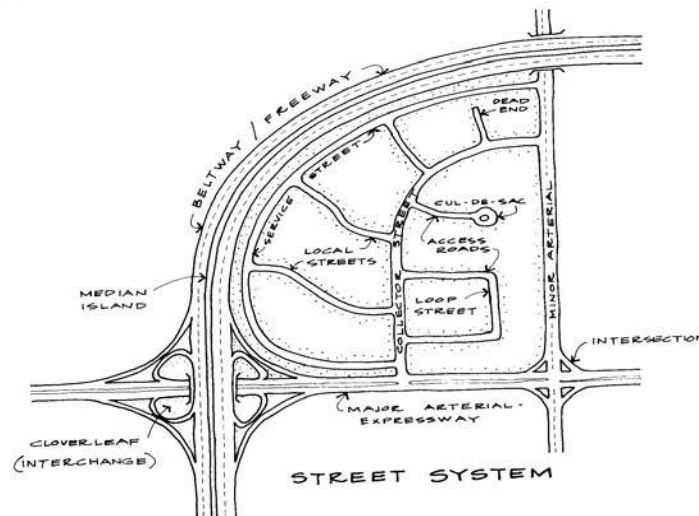 BELTWAY / FREEWAY
DEAD
END
SERVICE STREET
CUL-DE-SAC
LOCAL
STREETS
COLLECTOR STREET
ACCESS
ROADS
MINOR ARTERIAL
MEDIAN
ISLAND
LOOP
STREET
INTERSECTION
MAJOR ARTERIAL-
EXPRESSWAY
CLOVERLEAF
(INTERCHANGE)
STREET SYSTEM